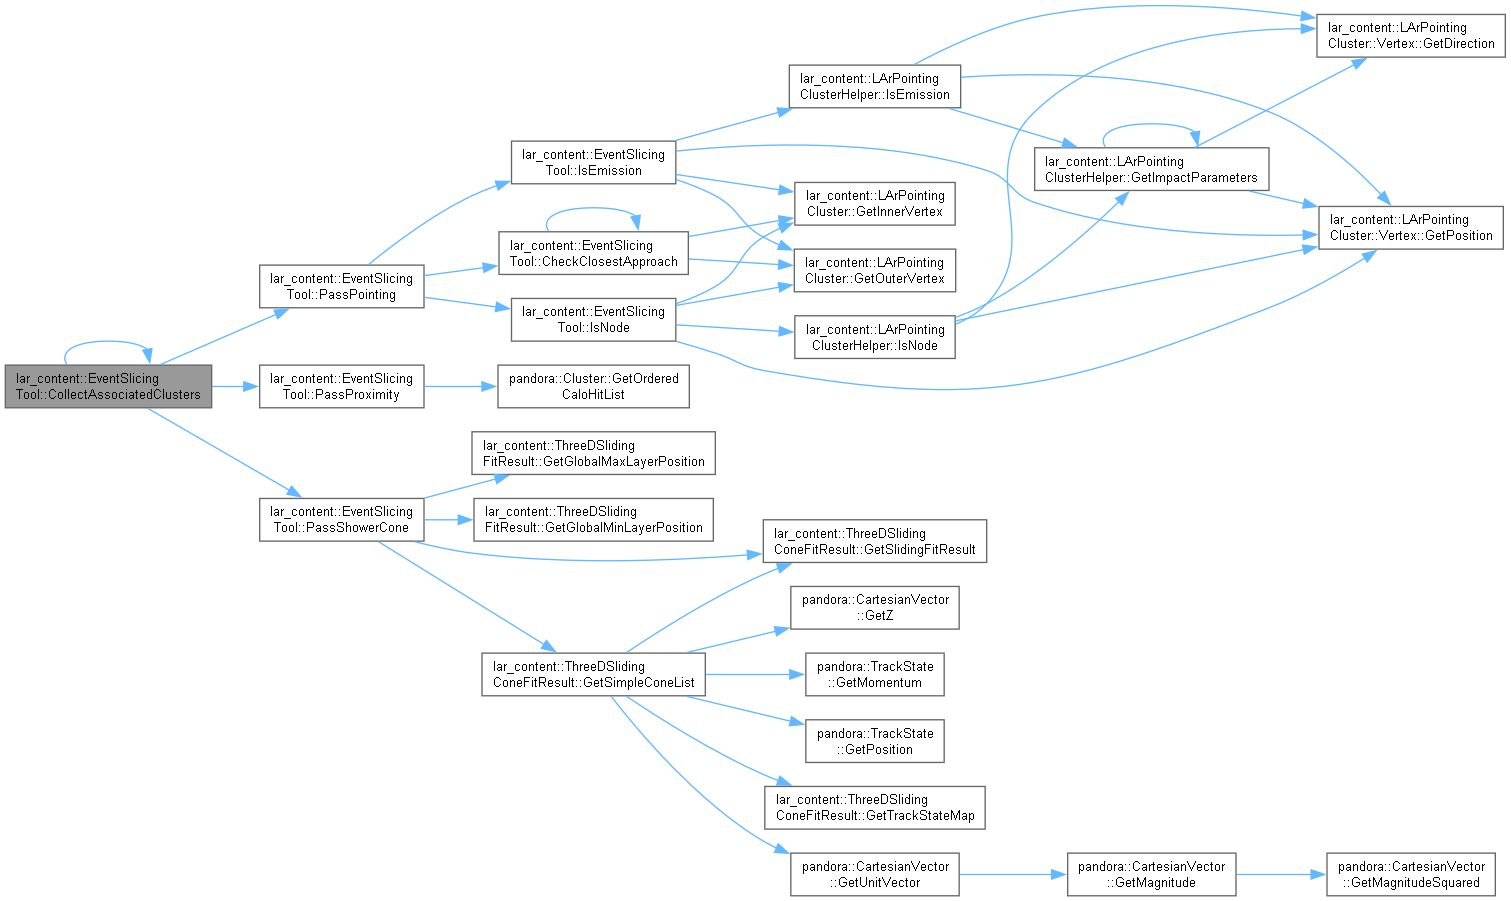 lar_content::EventSlicing
Tool::CollectAssociatedClusters
lar_content::EventSlicing
Tool::PassPointing
lar_content::EventSlicing
Tool::PassProximity
lar_content::EventSlicing
Tool::PassShowerCone
lar_content::EventSlicing
Tool::IsEmission
lar_content::EventSlicing
Tool::CheckClosestApproach
lar_content::EventSlicing
Tool::IsNode
pandora::Cluster::GetOrdered
CaloHitList
lar_content::ThreeDSliding
FitResult::GetGlobalMaxLayerPosition
lar_content::ThreeDSliding
FitResult::GetGlobalMinLayerPosition
lar_content::ThreeDSliding
ConeFitResult::GetSimpleConeList
lar_content::LArPointing
ClusterHelper::IsEmission
lar_content::LArPointing
Cluster::GetInnerVertex
lar_content::LArPointing
Cluster::GetOuterVertex
lar_content::LArPointing
ClusterHelper::IsNode
lar_content::ThreeDSliding
ConeFitResult::GetSlidingFitResult
pandora::CartesianVector
::GetZ
pandora::TrackState
::GetMomentum
pandora::TrackState
::GetPosition
lar_content::ThreeDSliding
ConeFitResult::GetTrackStateMap
pandora::CartesianVector
::GetUnitVector
lar_content::LArPointing
ClusterHelper::GetImpactParameters
pandora::CartesianVector
::GetMagnitude
lar_content::LArPointing
Cluster::Vertex::GetDirection
lar_content::LArPointing
Cluster::Vertex::GetPosition
pandora::CartesianVector
::GetMagnitudeSquared